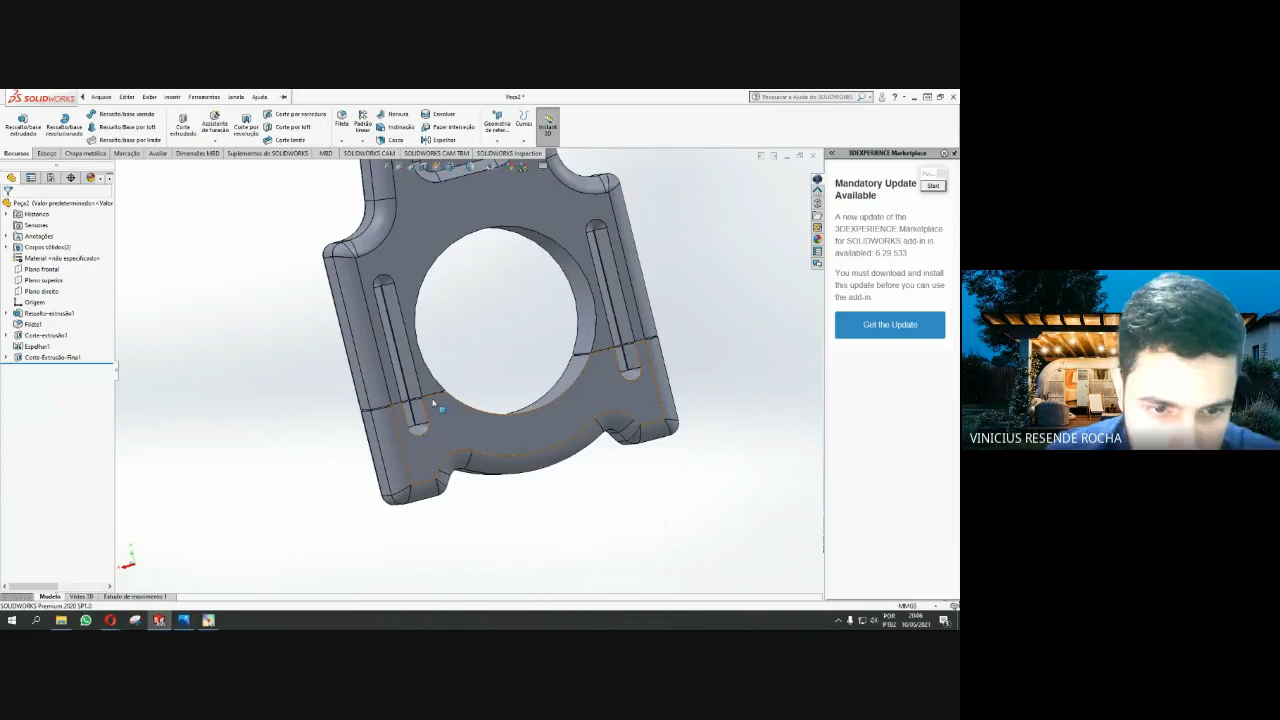 SOLIDWORKS
Arquivo Editar Exibir Inserir Ferramentas Janela Ajuda
Peça2 *
Pesquisar a Ajuda do SOLIDWORKS
Ressalto/base extrudado
Ressalto/base revolucionado
Ressalto/base varrido
Ressalto/base por loft
Ressalto/base por limite
Corte extrudado
Assistente de furação
Corte por revolução
Corte por varredura
Corte por loft
Corte limite
Filete
Padrão linear
Nervura
Inclinação
Casca
Envolver
Fazer interseção
Espelhar
Geometria de refer...
Curvas
Instant 3D
Recursos Esboço Chapa metálica Marcação Avaliar Dimensões MBD Suplementos do SOLIDWORKS MBD SOLIDWORKS CAM SOLIDWORKS CAM TBM SOLIDWORKS Inspection
3DEXPERIENCE Marketplace
Peça2 (Valor predeterminado<<Valor
Histórico
Sensores
Anotações
Corpos sólidos(2)
Material <não especificado>
Plano frontal
Plano superior
Plano direito
Origem
Ressalto-extrusão1
Filete1
Corte-extrusão1
Espelhar1
Corte-Extrusão-Fina1
Mandatory Update
Available
Start
A new update of the
3DEXPERIENCE Marketplace
for SOLIDWORKS add-in is
availabled: 6.29.533
You must download and install
this update before you can use
the add-in.
Get the Update
VINICIUS RESENDE ROCHA
Modelo Vistas 3D Estudo de movimento 1
SOLIDWORKS Premium 2020 SP1.0
MMGS
POR
PTB2
20:06
10/05/2021